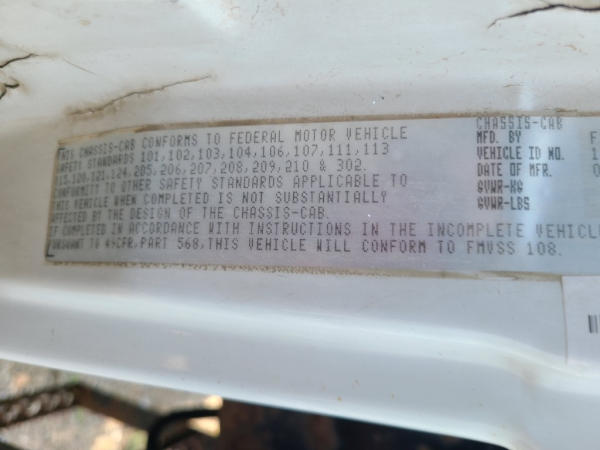 THIS CHASSIS-CAB CONFORMS TO FEDERAL MOTOR VEHICLE
SAFETY STANDARDS 101,102,103,104,106,107,111,113
120,121,124,205,206,207,208,209,210 & 302.
CONFORMITY TO OTHER SAFETY STANDARDS APPLICABLE TO
THIS VEHICLE WHEN COMPLETED IS NOT SUBSTANTIALLY
AFFECTED BY THE DESIGN OF THE CHASSIS-CAB.
IF COMPLETED IN ACCORDANCE WITH INSTRUCTIONS IN THE INCOMPLETE VEHICLE
PURSUANT TO 49CFR, PART 568, THIS VEHICLE WILL CONFORM TO FMVSS 108.
CHASSIS-CAB
MFD. BY F
VEHICLE ID NO. 1
DATE OF MFR. 0
GVWR-KG
GVWR-LBS